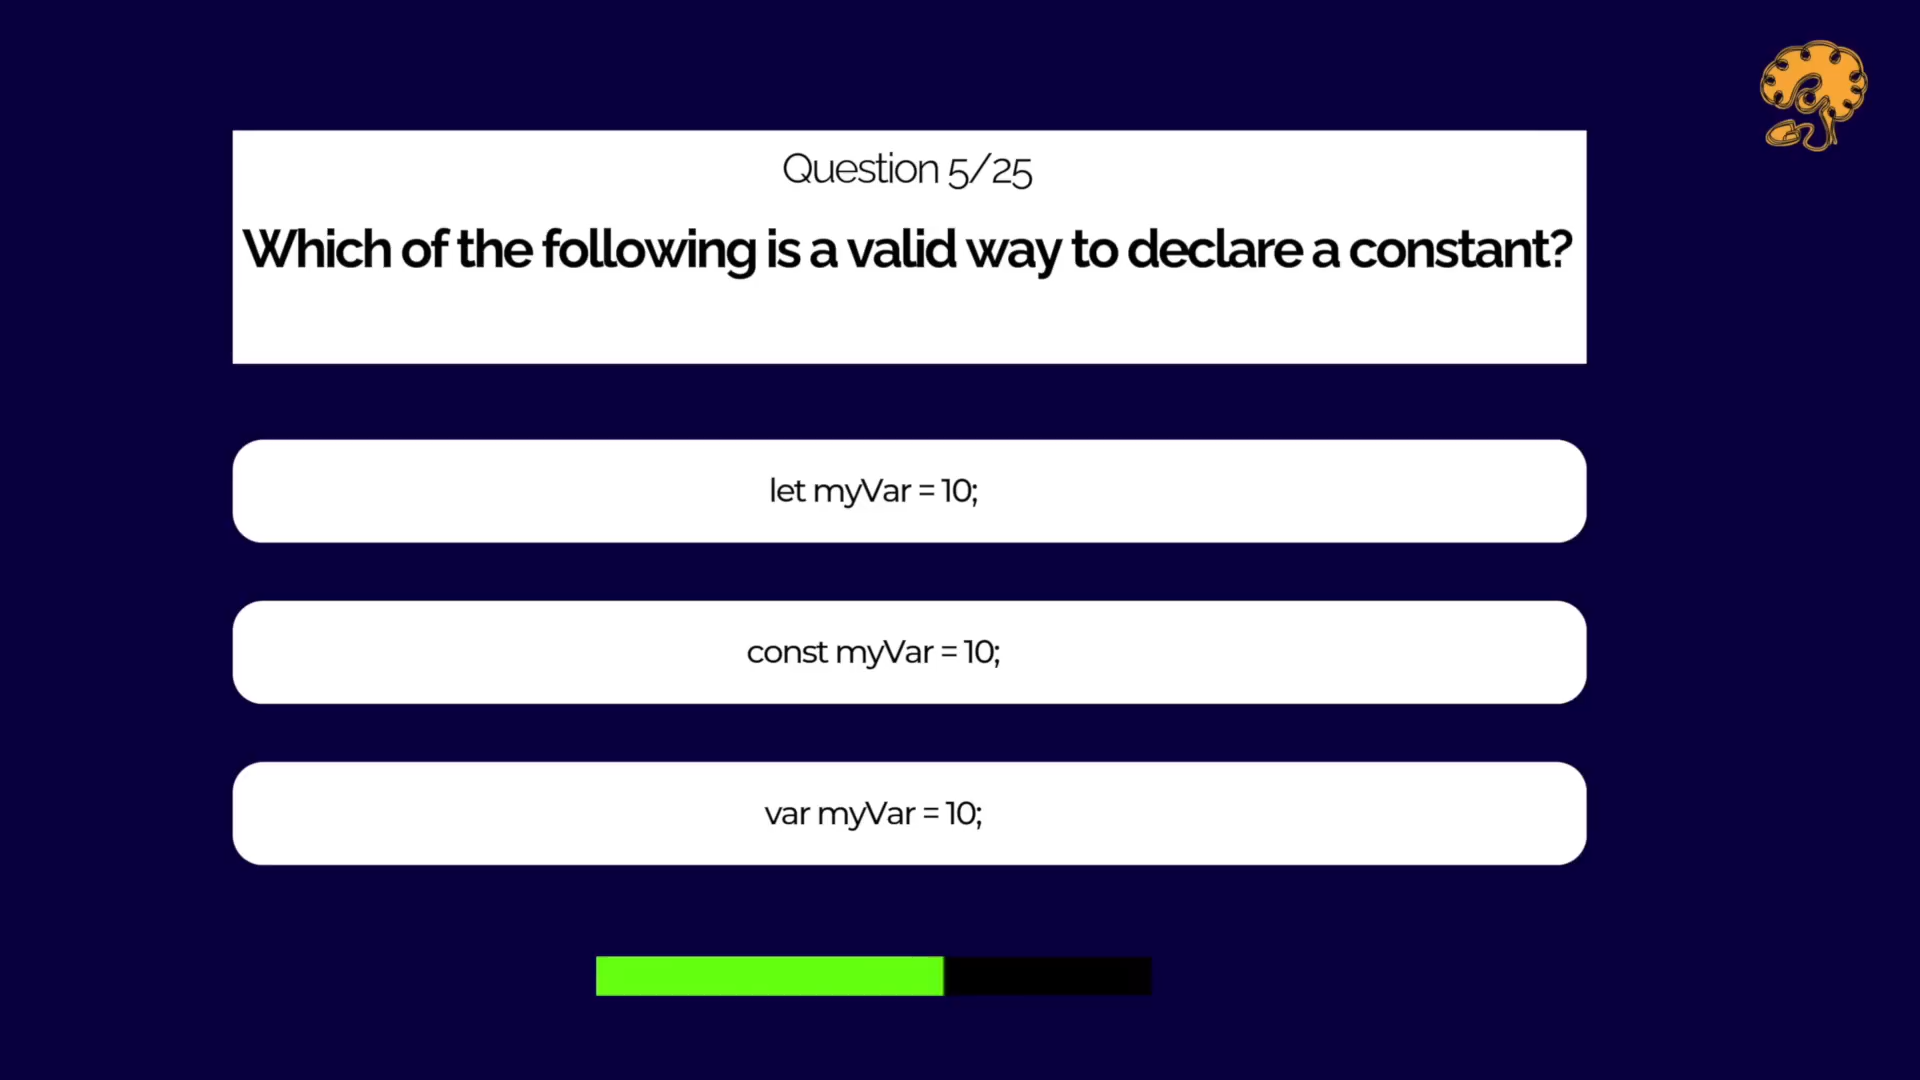 Question 5/25
Which of the following is a valid way to declare a constant?
let myVar = 10;
const myVar = 10;
var myVar = 10;